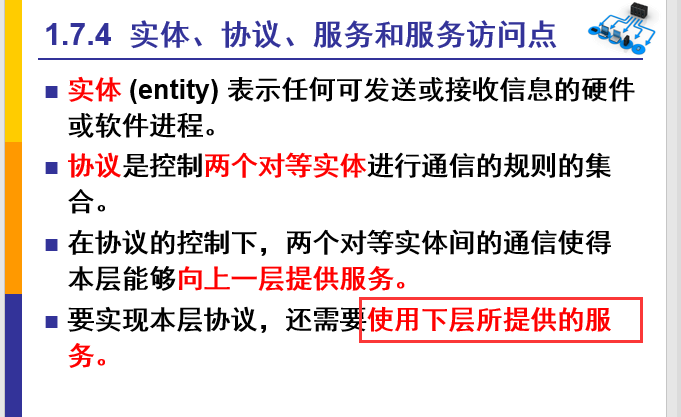 1.7.4 实体、协议、服务和服务访问点
实体 (entity) 表示任何可发送或接收信息的硬件
或软件进程。
协议是控制两个对等实体进行通信的规则的集
合。
在协议的控制下，两个对等实体间的通信使得
本层能够向上一层提供服务。
要实现本层协议，还需要使用下层所提供的服
务。